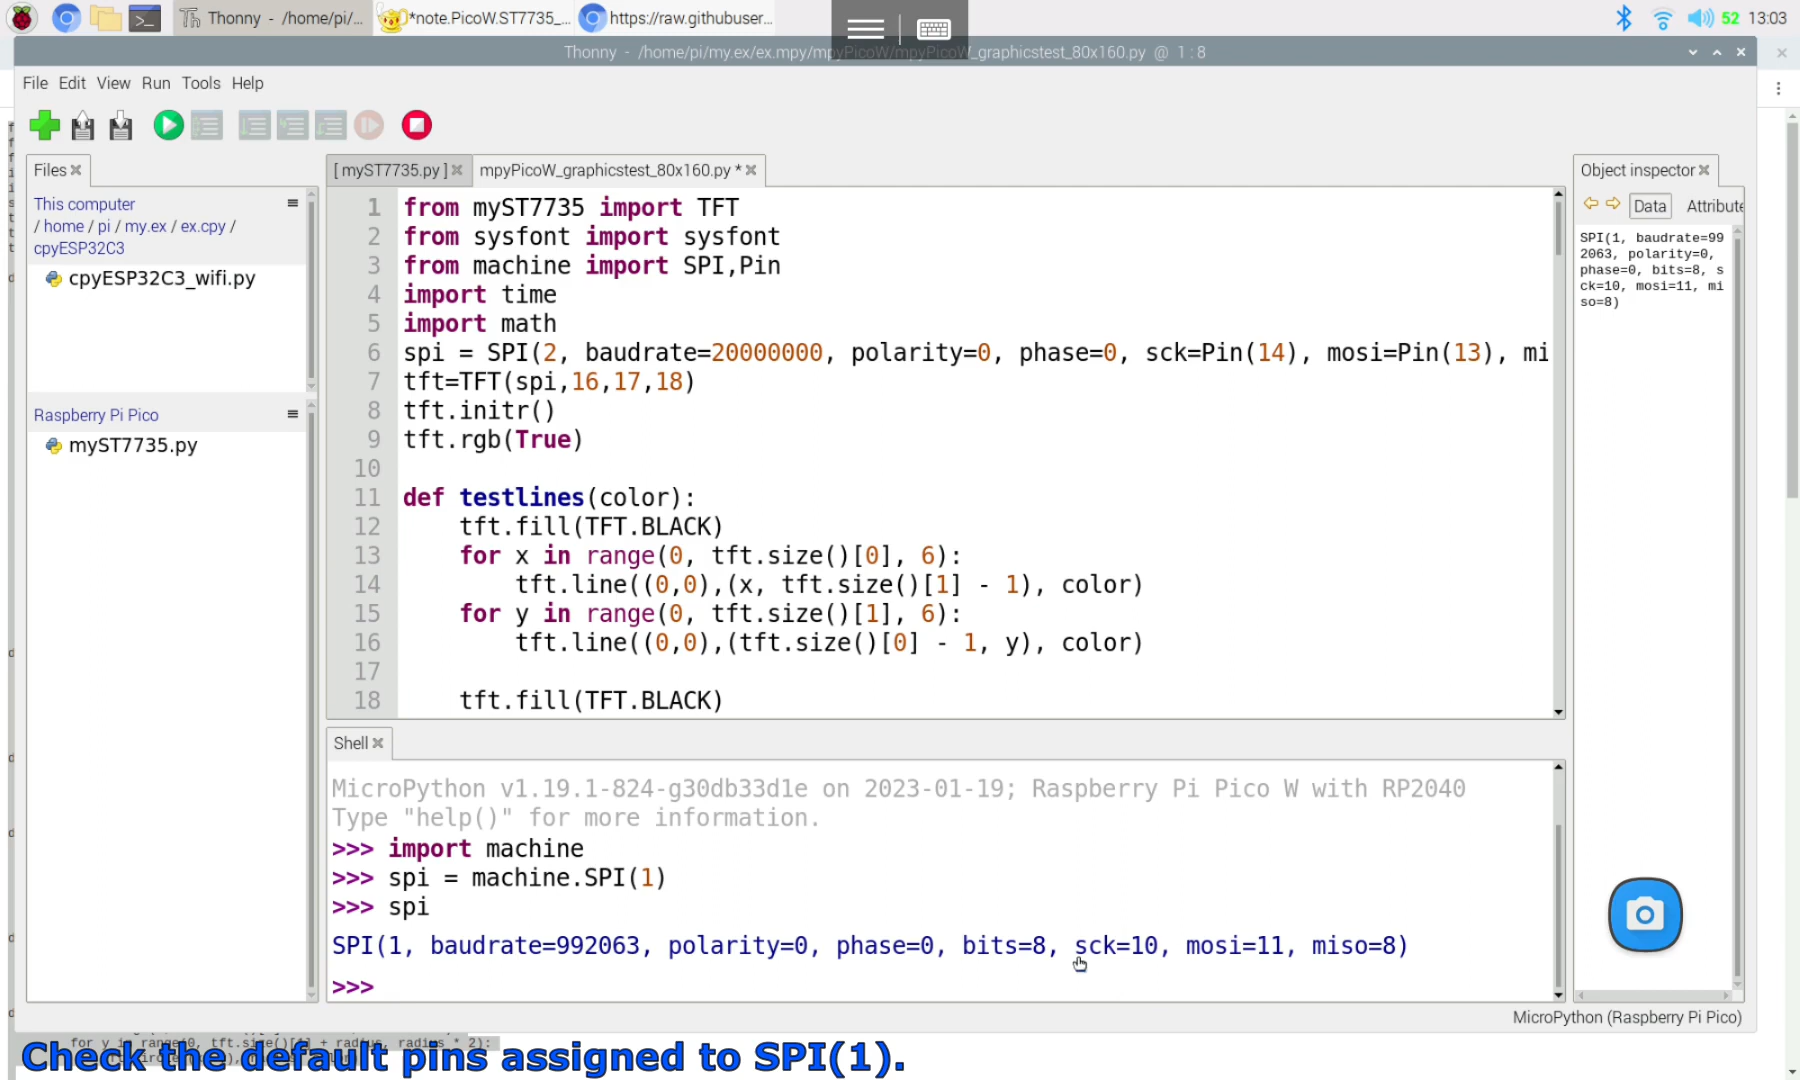 Thonny - /home/pi/... *note.PicoW.ST7735_... https://raw.githubuser... 52 13:03
Thonny - /home/pi/my.ex/ex.mpy/mpyPicoW/mpyPicoW_graphicstest_80x160.py @ 1 : 8
File Edit View Run Tools Help
Files
This computer
/ home / pi / my.ex / ex.cpy /
cpyESP32C3
cpyESP32C3_wifi.py
Raspberry Pi Pico
myST7735.py
[ myST7735.py ] mpyPicoW_graphicstest_80x160.py *
1 from myST7735 import TFT
2 from sysfont import sysfont
3 from machine import SPI,Pin
4 import time
5 import math
6 spi = SPI(2, baudrate=20000000, polarity=0, phase=0, sck=Pin(14), mosi=Pin(13), mi
7 tft=TFT(spi,16,17,18)
8 tft.initr()
9 tft.rgb(True)
10
11 def testlines(color):
12 tft.fill(TFT.BLACK)
13 for x in range(0, tft.size()[0], 6):
14 tft.line((0,0),(x, tft.size()[1] - 1), color)
15 for y in range(0, tft.size()[1], 6):
16 tft.line((0,0),(tft.size()[0] - 1, y), color)
17
18 tft.fill(TFT.BLACK)
Shell
MicroPython v1.19.1-824-g30db33d1e on 2023-01-19; Raspberry Pi Pico W with RP2040
Type "help()" for more information.
>>> import machine
>>> spi = machine.SPI(1)
>>> spi
SPI(1, baudrate=992063, polarity=0, phase=0, bits=8, sck=10, mosi=11, miso=8)
>>>
Object inspector
Data Attribute
SPI(1, baudrate=99
2063, polarity=0,
phase=0, bits=8, s
ck=10, mosi=11, mi
so=8)
MicroPython (Raspberry Pi Pico)
for y in range(0, tft.size()[1] + radius, radius * 2):
Check the default pins assigned to SPI(1).